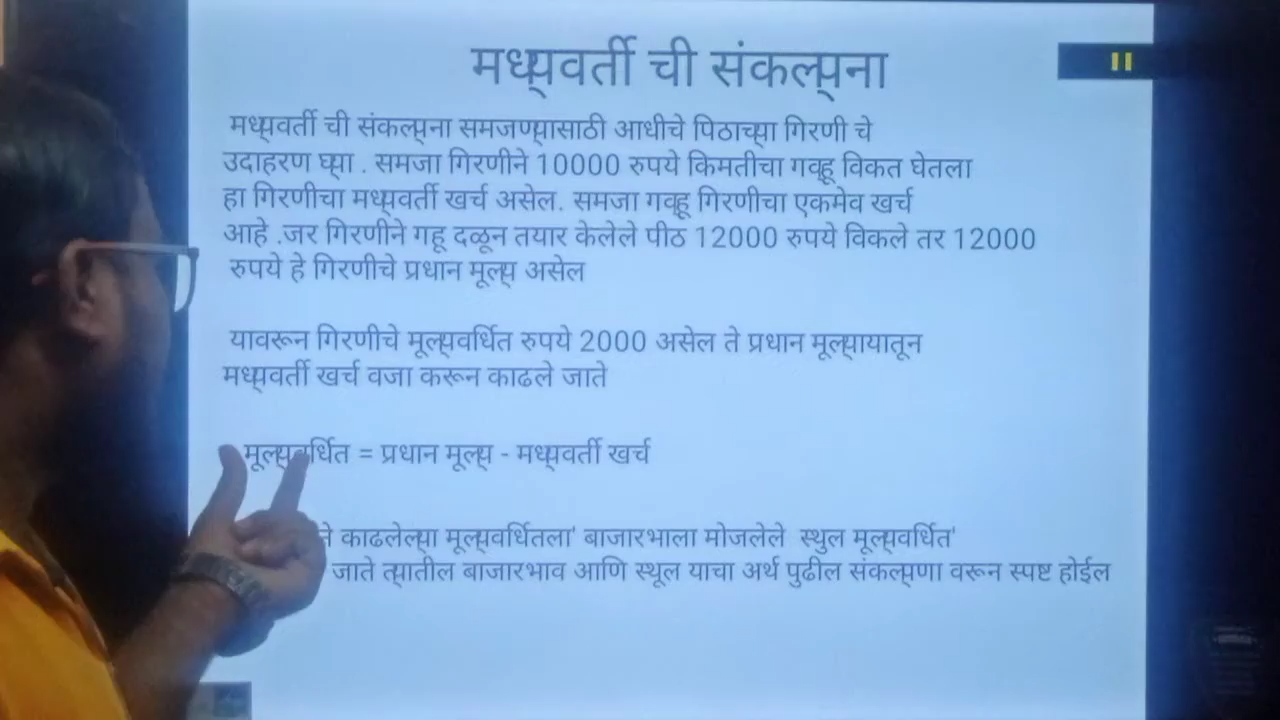 मध्यवर्ती ची संकल्पना
मध्यवर्ती ची संकल्पना समजण्यासाठी आधीचे पिठाच्या गिरणी चे
उदाहरण घ्या . समजा गिरणीने 10000 रुपये किमतीचा गव्हू विकत घेतला
हा गिरणीचा मध्यवर्ती खर्च असेल. समजा गव्हू गिरणीचा एकमेव खर्च
आहे .जर गिरणीने गहू दळून तयार केलेले पीठ 12000 रुपये विकले तर 12000
रुपये हे गिरणीचे प्रधान मूल्य असेल
यावरून गिरणीचे मूल्यवर्धित रुपये 2000 असेल ते प्रधान मूल्यायातून
मध्यवर्ती खर्च वजा करून काढले जाते
मूल्यवर्धित = प्रधान मूल्य - मध्यवर्ती खर्च
काढलेल्या मूल्यवर्धितला' बाजारभाला मोजलेले स्थुल मूल्यवर्धित'
जाते त्यातील बाजारभाव आणि स्थूल याचा अर्थ पुढील संकल्पणा वरून स्पष्ट होईल